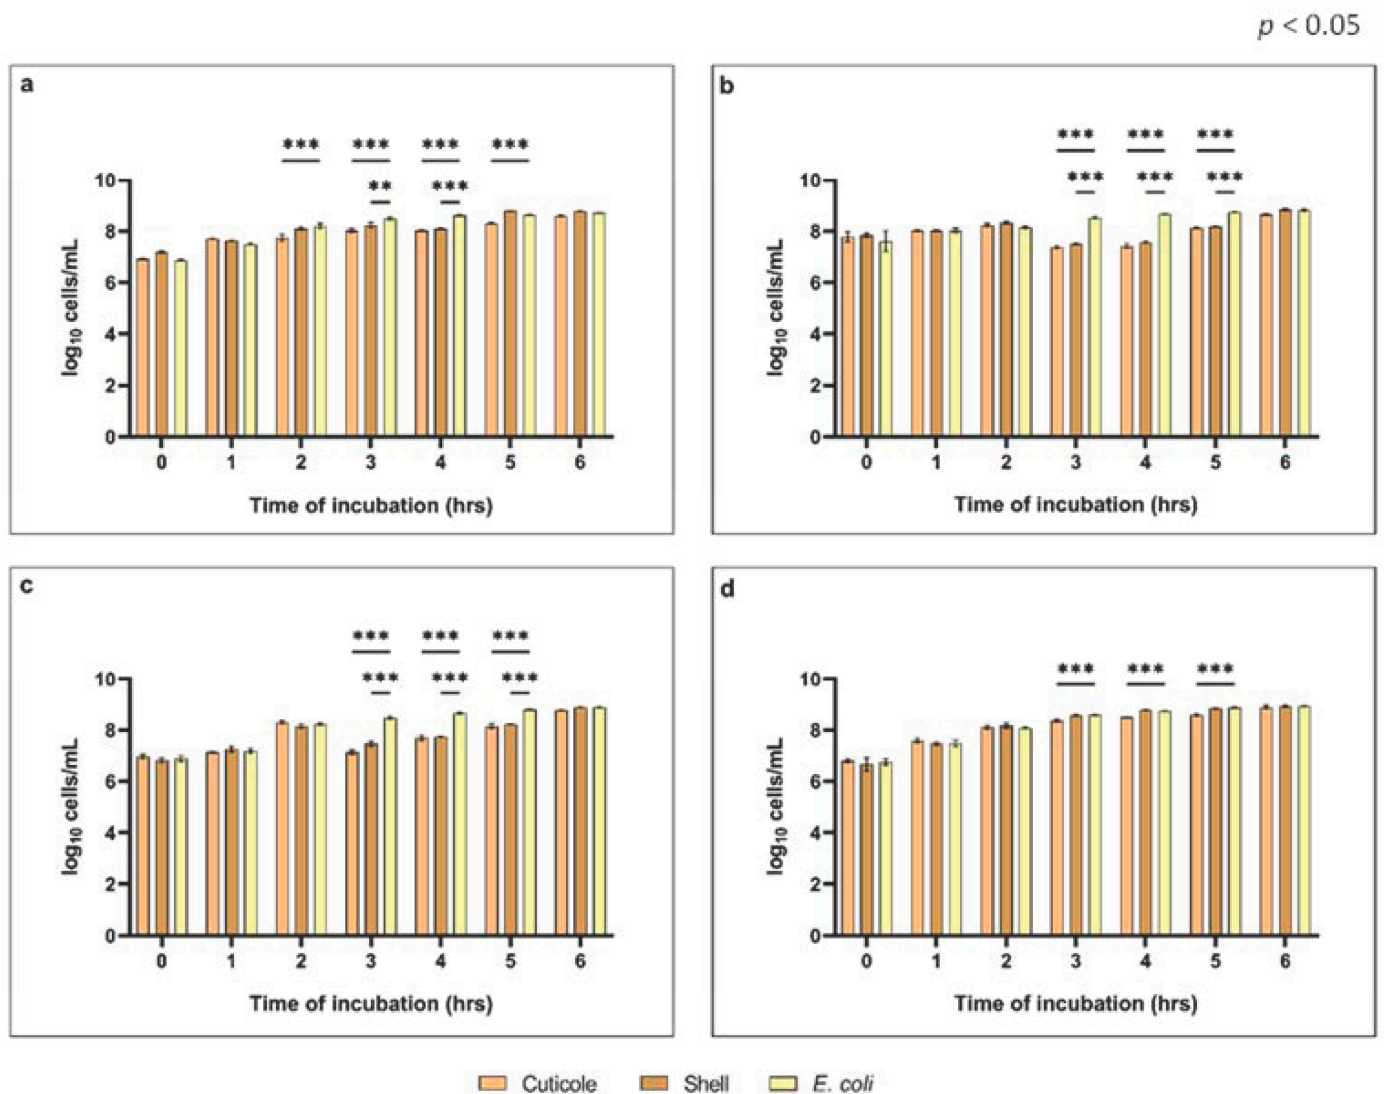 p < 0.05
a
*** *** *** ***
** ***
10
8
6
4
2
0
log10 cells/mL
0 1 2 3 4 5 6
Time of incubation (hrs)
b
*** *** ***
*** *** ***
10
8
6
4
2
0
log10 cells/mL
0 1 2 3 4 5 6
Time of incubation (hrs)
c
*** *** ***
*** *** ***
10
8
6
4
2
0
log10 cells/mL
0 1 2 3 4 5 6
Time of incubation (hrs)
d
*** *** ***
10
8
6
4
2
0
log10 cells/mL
0 1 2 3 4 5 6
Time of incubation (hrs)
Cuticole Shell E. coli